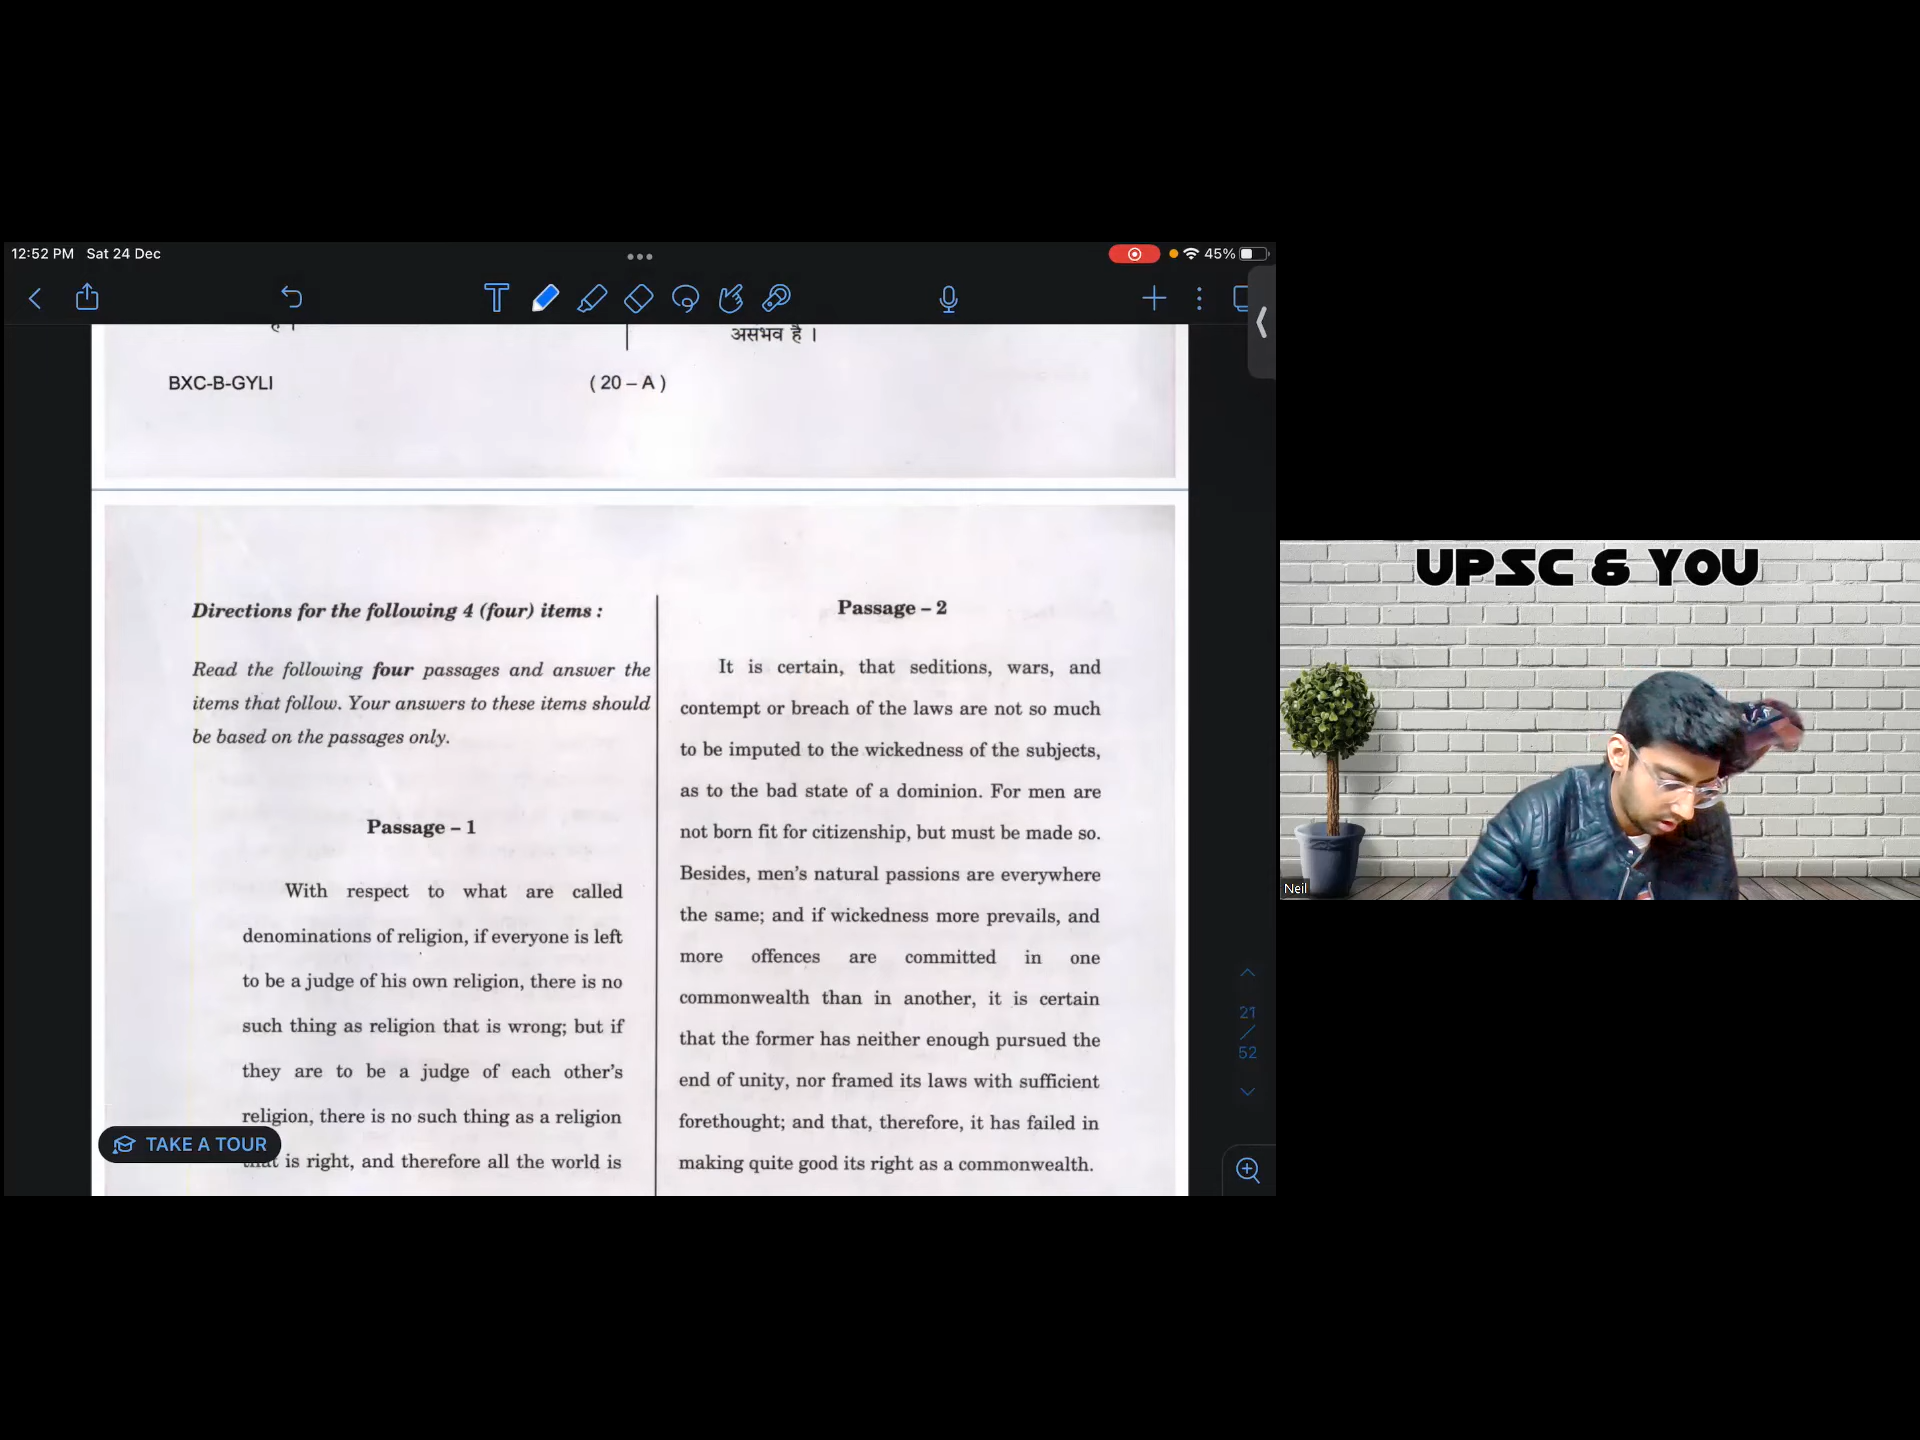 12:52 PM Sat 24 Dec
45%
असंभव है ।
BXC-B-GYLI
( 20 – A )
Directions for the following 4 (four) items :
Read the following four passages and answer the
items that follow. Your answers to these items should
be based on the passages only.
Passage – 1
With respect to what are called
denominations of religion, if everyone is left
to be a judge of his own religion, there is no
such thing as religion that is wrong; but if
they are to be a judge of each other's
religion, there is no such thing as a religion
that is right, and therefore all the world is
TAKE A TOUR
Passage – 2
It is certain, that seditions, wars, and
contempt or breach of the laws are not so much
to be imputed to the wickedness of the subjects,
as to the bad state of a dominion. For men are
not born fit for citizenship, but must be made so.
Besides, men's natural passions are everywhere
the same; and if wickedness more prevails, and
more offences are committed in one
commonwealth than in another, it is certain
that the former has neither enough pursued the
end of unity, nor framed its laws with sufficient
forethought; and that, therefore, it has failed in
making quite good its right as a commonwealth.
21
/
52
UPSC & YOU
Neil